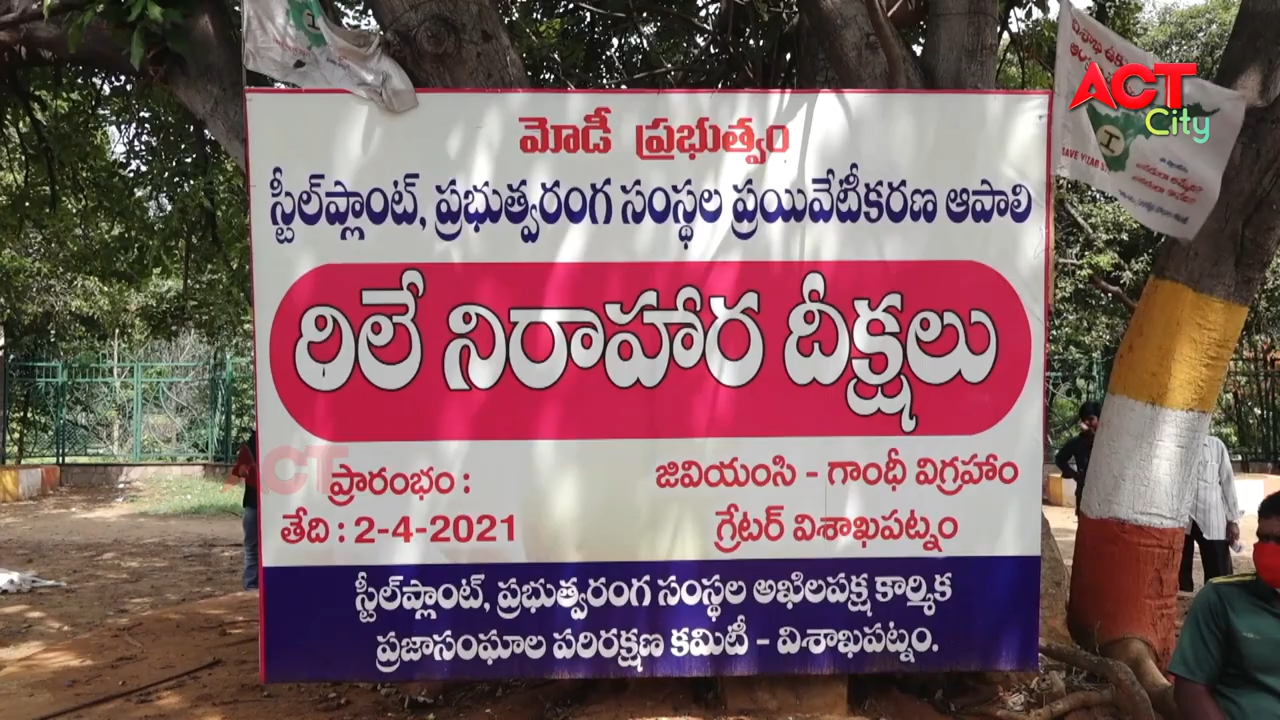 మోడీ ప్రభుత్వం
స్టీల్‌ప్లాంట్, ప్రభుత్వరంగ సంస్థల ప్రయివేటీకరణ ఆపాలి
రిలే నిరాహార దీక్షలు
ప్రారంభం :
తేది : 2-4-2021
జివియంసి - గాంధీ విగ్రహాం
గ్రేటర్ విశాఖపట్నం
స్టీల్‌ప్లాంట్, ప్రభుత్వరంగ సంస్థల అఖిలపక్ష కార్మిక
ప్రజాసంఘాల పరిరక్షణ కమిటీ - విశాఖపట్నం.
ACT
City
ACT